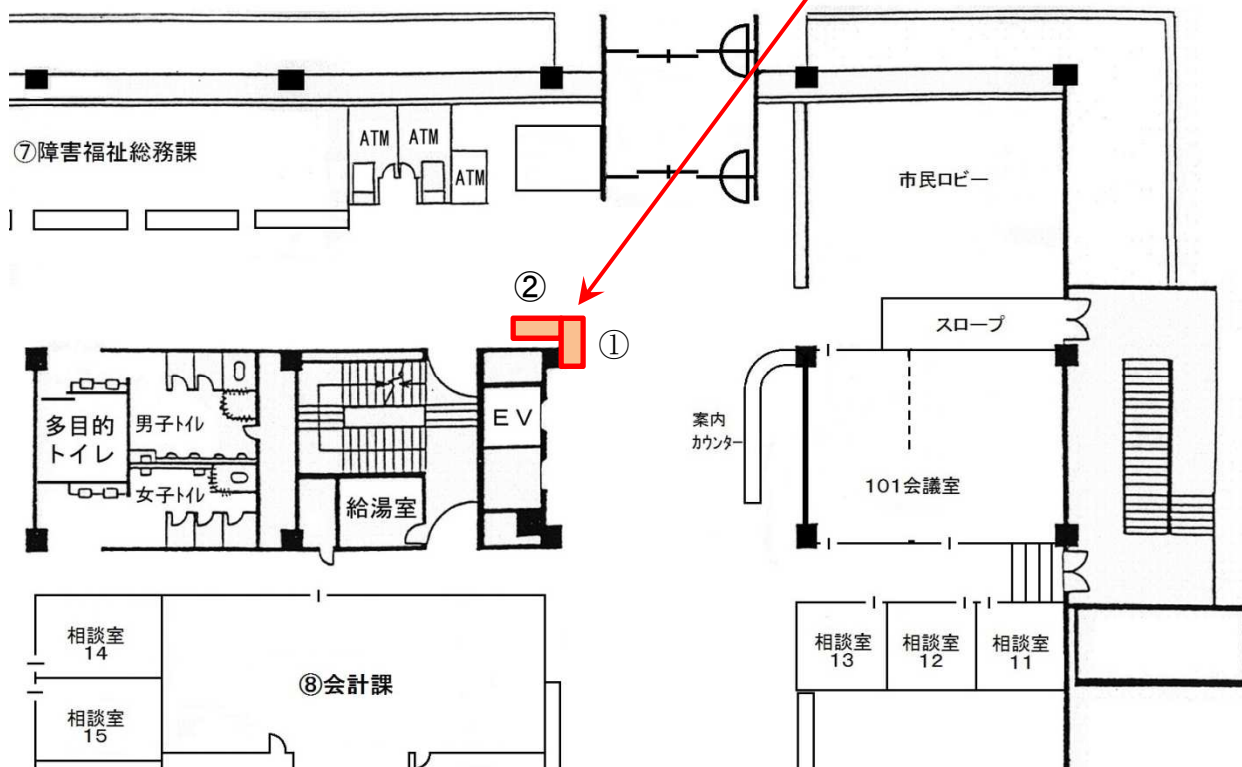 ATM
ATM
ATM
⑦障害福祉総務課
市民ロビー
②
①
スロープ
男子トイレ
多目的
トイレ
EV
案内
カウンター
女子トイレ
給湯室
101会議室
相談室
14
⑧会計課
相談室
13
相談室
12
相談室
11
相談室
15